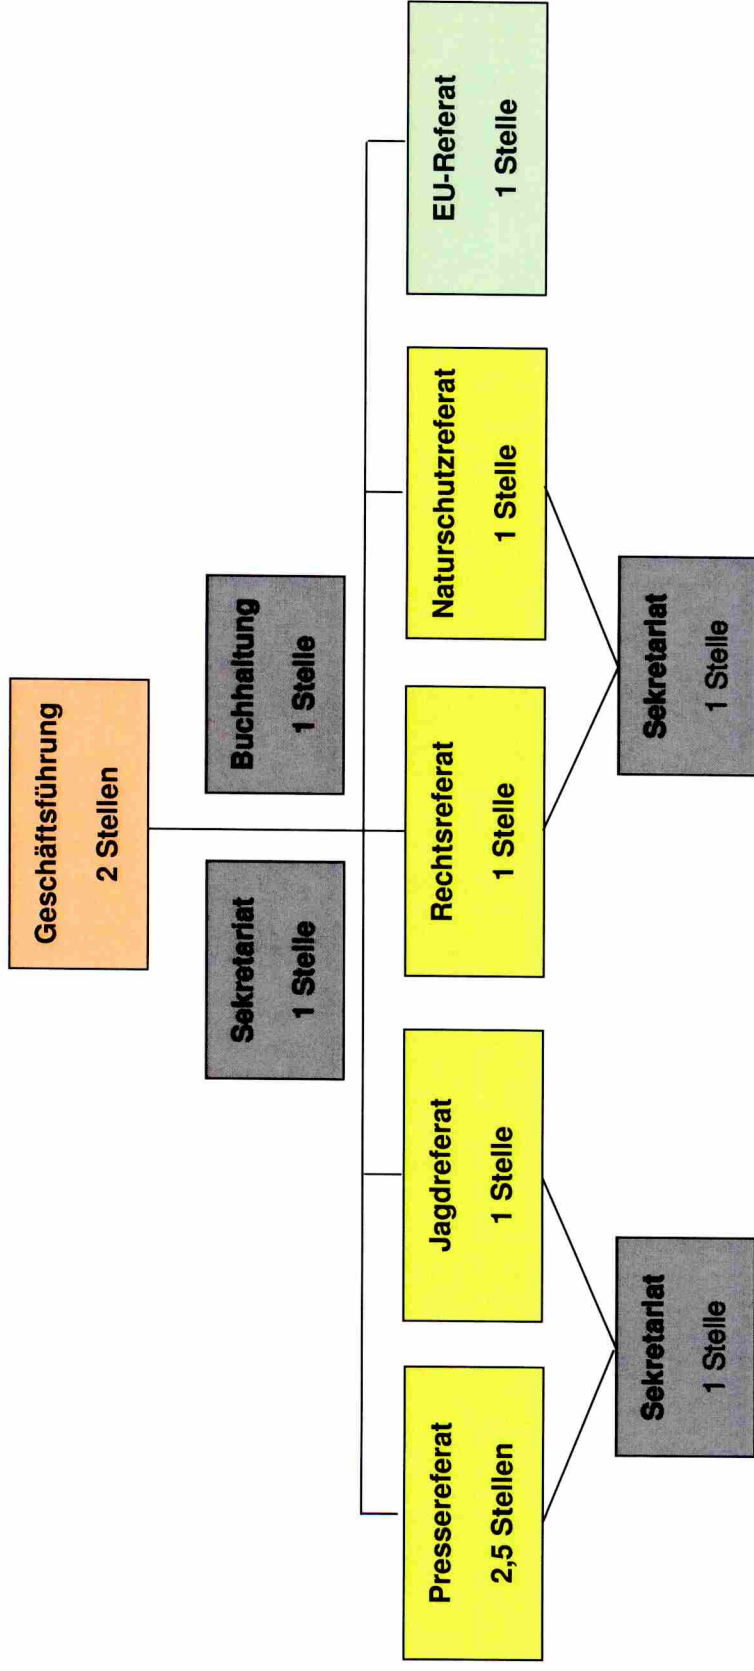 Geschäftsführung
2 Stellen
Sekretariat
1 Stelle
Buchhaltung
1 Stelle
Pressereferat
2,5 Stellen
Jagdreferat
1 Stelle
Rechtsreferat
1 Stelle
Naturschutzreferat
1 Stelle
EU-Referat
1 Stelle
Sekretariat
1 Stelle
Sekretariat
1 Stelle